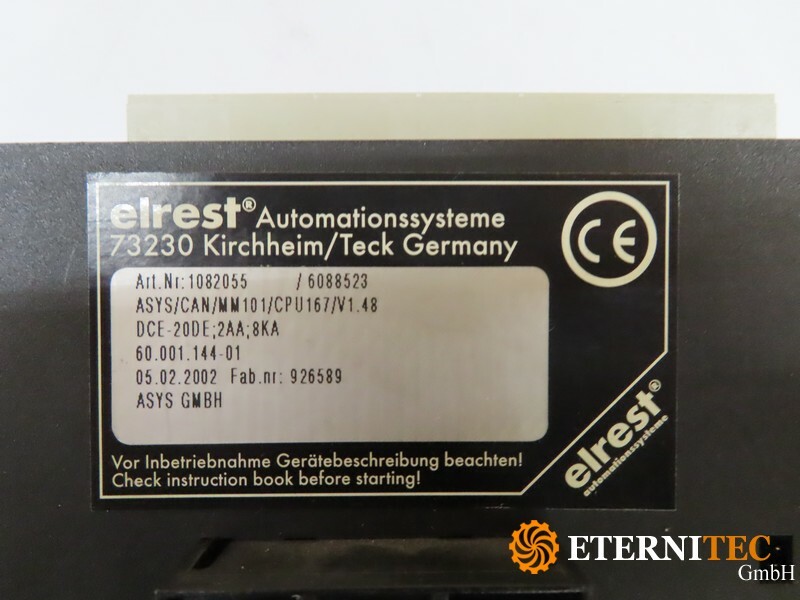 elrest® Automationssysteme
73230 Kirchheim/Teck Germany
CE
Art.Nr:1082055 /6088523
ASYS/CAN/MM101/CPU167/V1.48
DCE-20DE;2AA;8KA
60.001.144-01
05.02.2002 Fab.nr: 926589
ASYS GMBH
elrest®
automationssysteme
Vor Inbetriebnahme Gerätebeschreibung beachten!
Check instruction book before starting!
ETERNITEC
GmbH